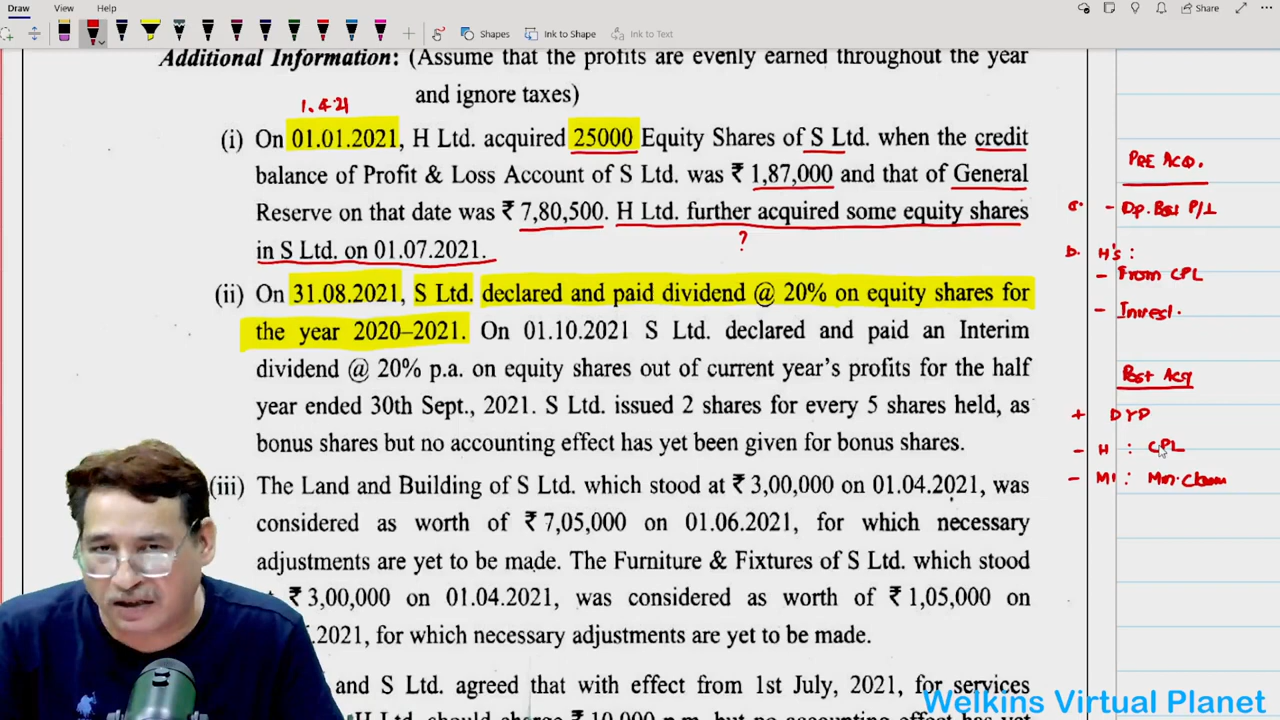 Draw View Help
Share
Shapes Ink to Shape Ink to Text
Additional Information: (Assume that the profits are evenly earned throughout the year
and ignore taxes)
1.4.21
(i) On 01.01.2021, H Ltd. acquired 25000 Equity Shares of S Ltd. when the credit
balance of Profit & Loss Account of S Ltd. was ₹ 1,87,000 and that of General
Reserve on that date was ₹ 7,80,500. H Ltd. further acquired some equity shares
?
in S Ltd. on 01.07.2021.
(ii) On 31.08.2021, S Ltd. declared and paid dividend @ 20% on equity shares for
the year 2020–2021. On 01.10.2021 S Ltd. declared and paid an Interim
dividend @ 20% p.a. on equity shares out of current year's profits for the half
year ended 30th Sept., 2021. S Ltd. issued 2 shares for every 5 shares held, as
bonus shares but no accounting effect has yet been given for bonus shares.
(iii) The Land and Building of S Ltd. which stood at ₹ 3,00,000 on 01.04.2021, was
considered as worth of ₹ 7,05,000 on 01.06.2021, for which necessary
adjustments are yet to be made. The Furniture & Fixtures of S Ltd. which stood
₹ 3,00,000 on 01.04.2021, was considered as worth of ₹ 1,05,000 on
.2021, for which necessary adjustments are yet to be made.
and S Ltd. agreed that with effect from 1st July, 2021, for services
H Ltd. should charge ₹ 10,000 p.m. but no accounting effect has yet
PRE ACQ.
- Op. Bal P/L
b. H's :
- From CPL
- Invest.
Post Acq
+ DYD
- H : CPL
- MI :
Welkins Virtual Planet